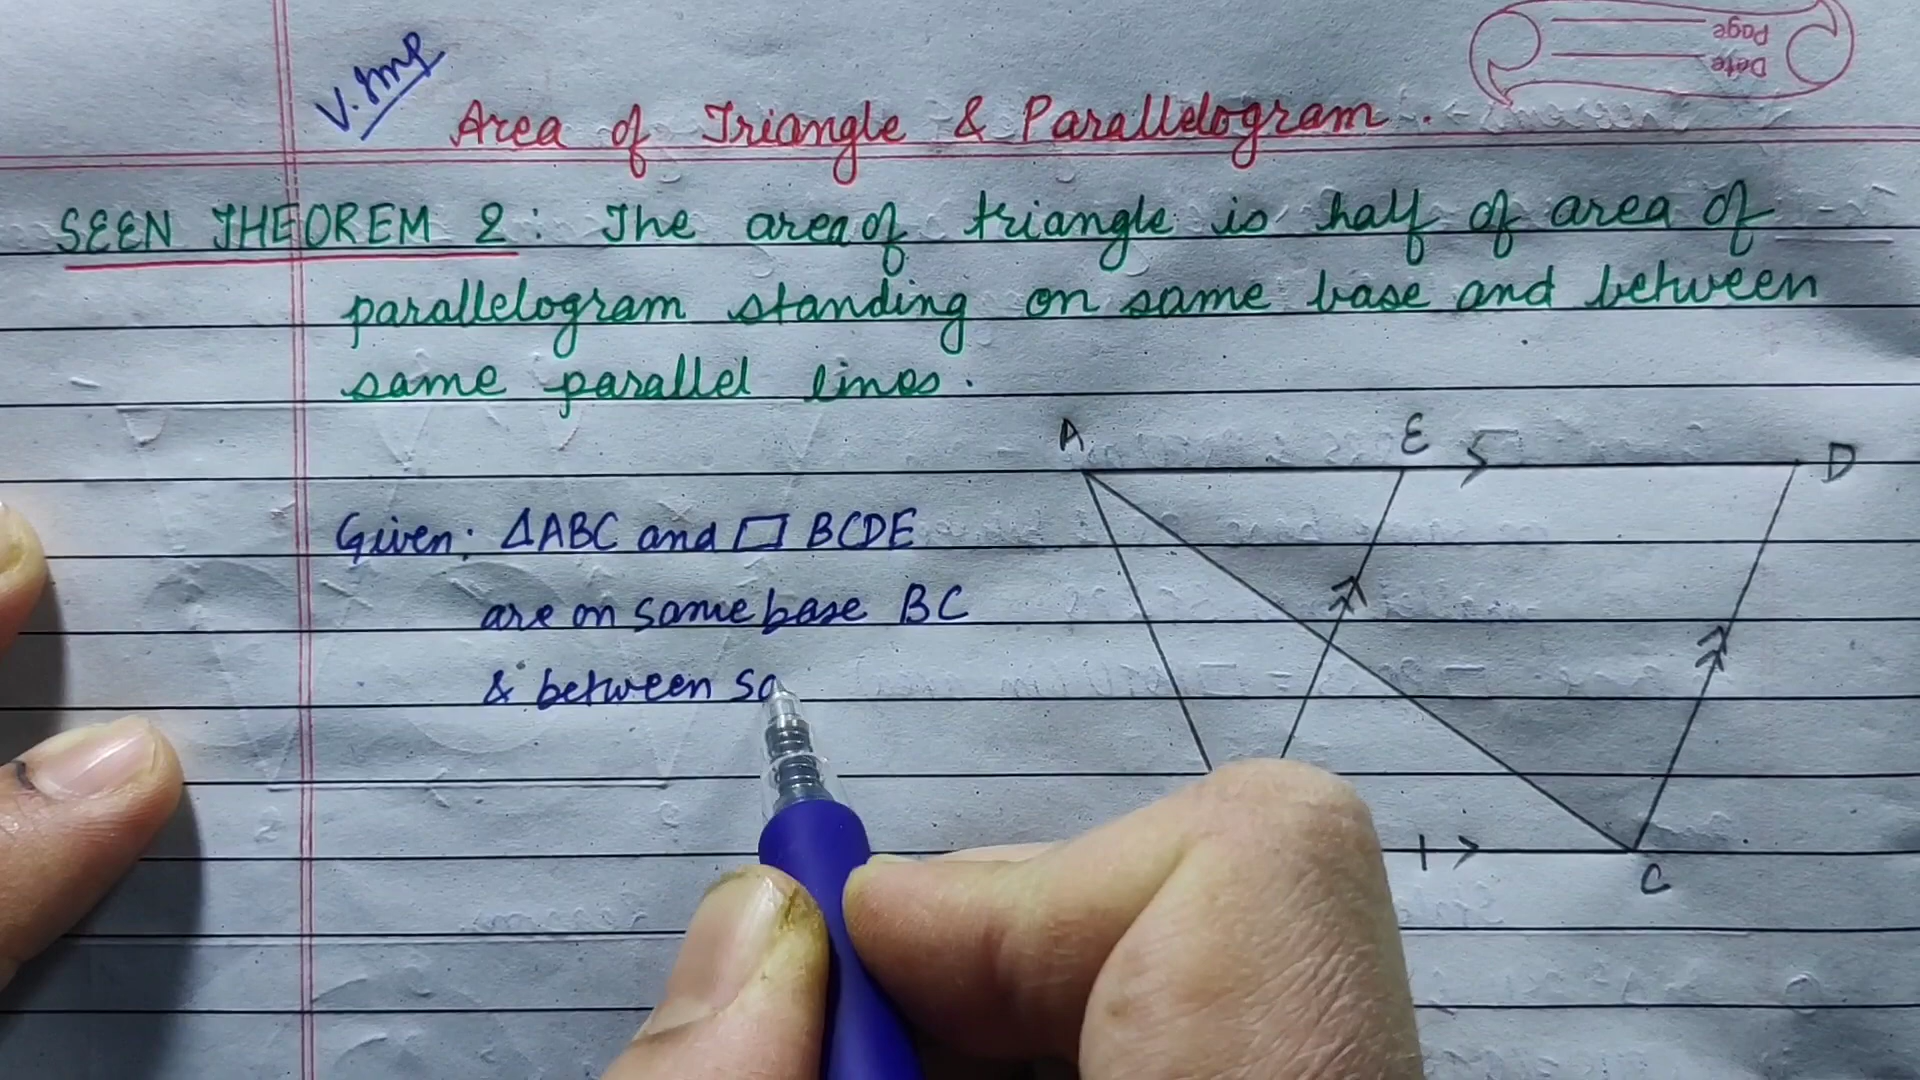 Page
Date
V. Imp
Area of Triangle & Parallelogram.
SEEN THEOREM 2: The area of triangle is half of area of
parallelogram standing on same base and between
same parallel lines.
A E D
Given: ΔABC and ▱ BCDE
are on same base BC
& between sa
C